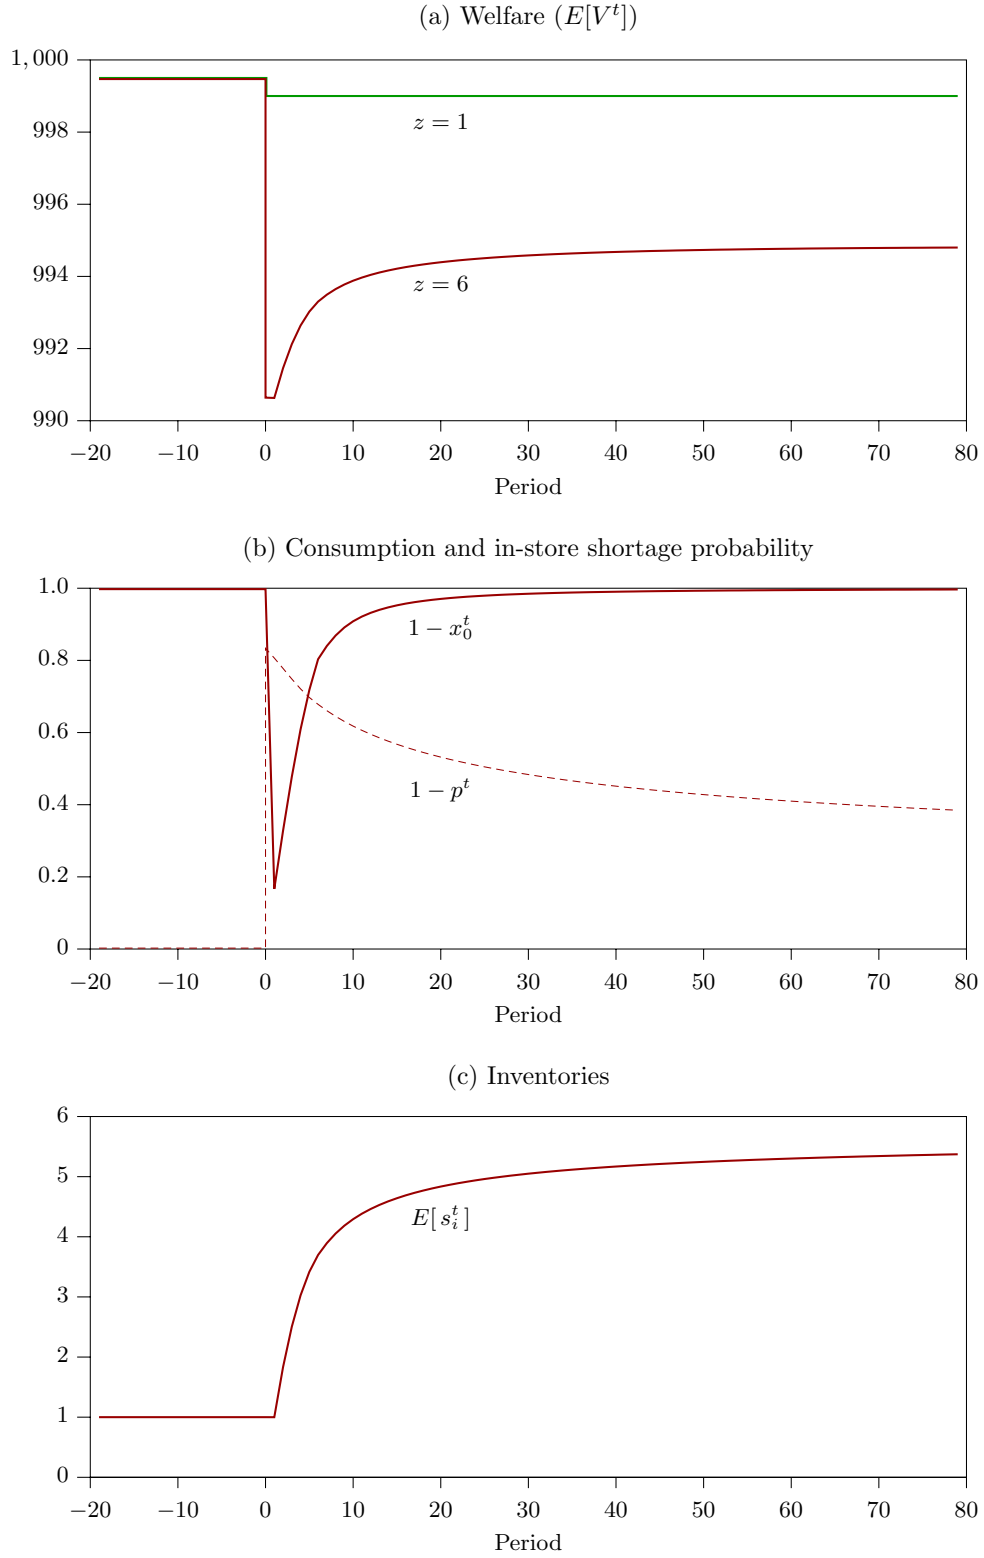 (a) Welfare (E[V^t])
1,000
998
996
994
992
990
z = 1
z = 6
−20 −10 0 10 20 30 40 50 60 70 80
Period
(b) Consumption and in-store shortage probability
1.0
0.8
0.6
0.4
0.2
0
1 − x_0^t
1 − p^t
−20 −10 0 10 20 30 40 50 60 70 80
Period
(c) Inventories
6
5
4
3
2
1
0
E[s_i^t]
−20 −10 0 10 20 30 40 50 60 70 80
Period